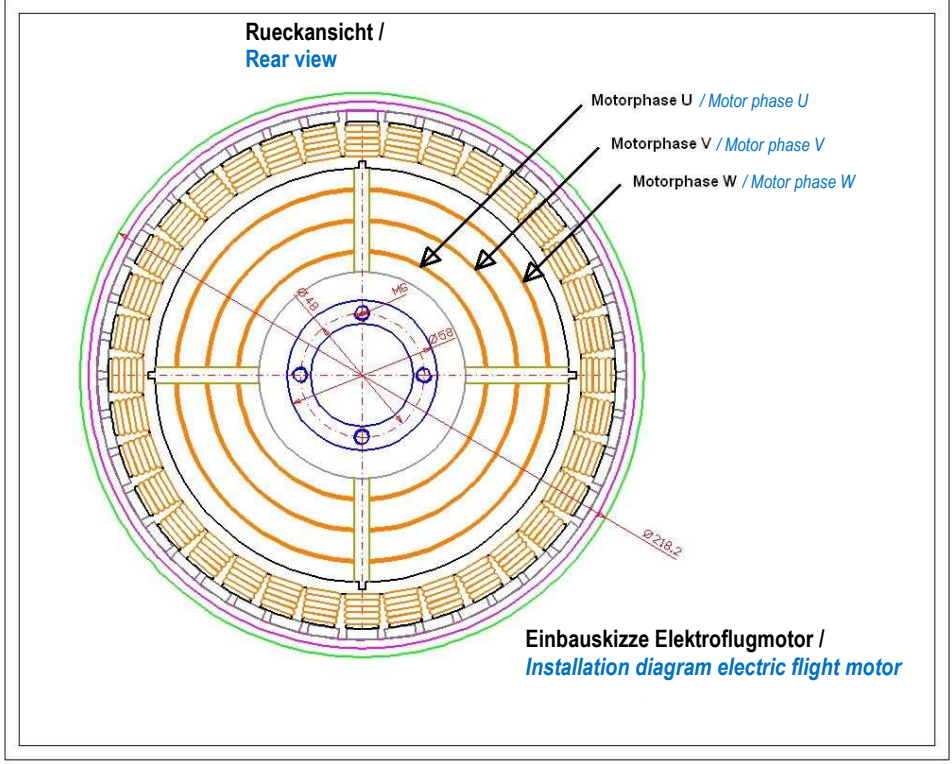 Rueckansicht /
Rear view
Motorphase U / Motor phase U
Motorphase V / Motor phase V
Motorphase W / Motor phase W
Ø48
M6
Ø58
Ø218,2
Einbauskizze Elektroflugmotor /
Installation diagram electric flight motor